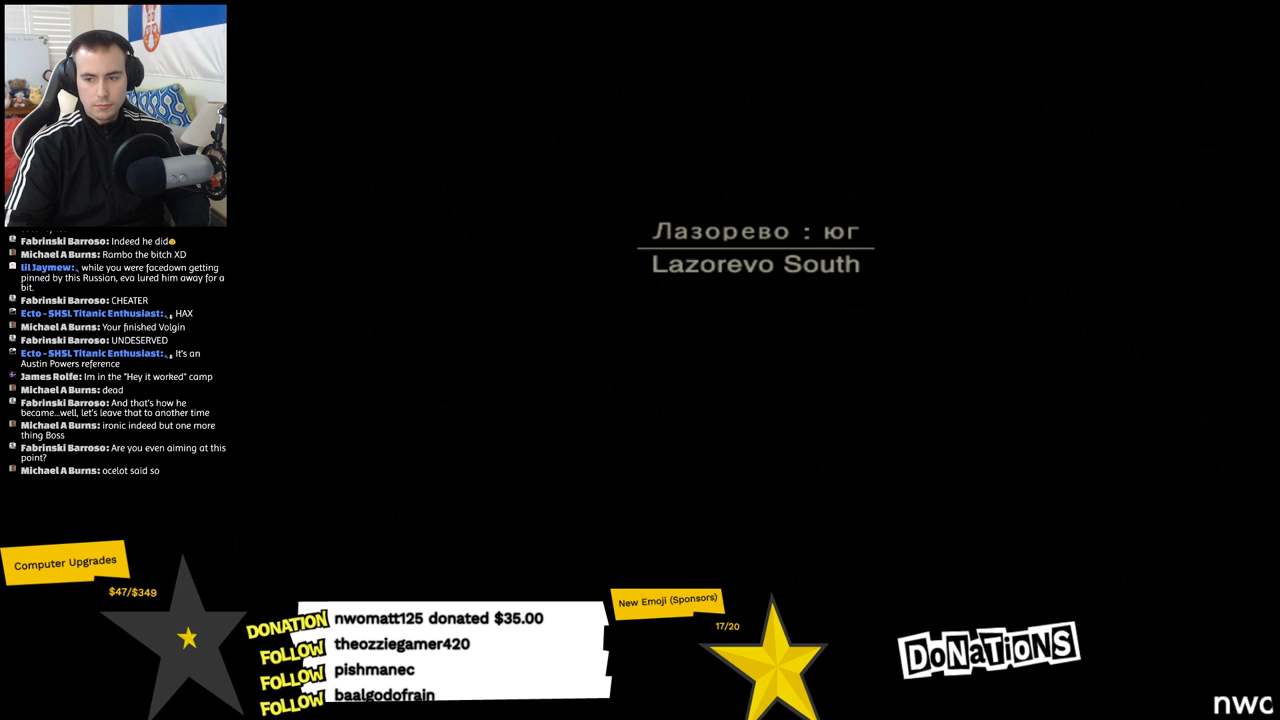 Fabrinski Barroso: Indeed he did
Michael A Burns: Rambo the bitch XD
lil Jaymew: while you were facedown getting
pinned by this Russian, eva lured him away for a
bit.
Fabrinski Barroso: CHEATER
Ecto - SHSL Titanic Enthusiast: HAX
Michael A Burns: Your finished Volgin
Fabrinski Barroso: UNDESERVED
Ecto - SHSL Titanic Enthusiast: It's an
Austin Powers reference
James Rolfe: Im in the "Hey it worked" camp
Michael A Burns: dead
Fabrinski Barroso: And that's how he
became...well, let's leave that to another time
Michael A Burns: ironic indeed but one more
thing Boss
Fabrinski Barroso: Are you even aiming at this
point?
Michael A Burns: ocelot said so
Лазорево : юг
Lazorevo South
Computer Upgrades
$47/$349
DONATION nwomatt125 donated $35.00
FOLLOW theozziegamer420
FOLLOW pishmanec
FOLLOW baalgodofrain
New Emoji (Sponsors)
17/20
DoNaTiONS